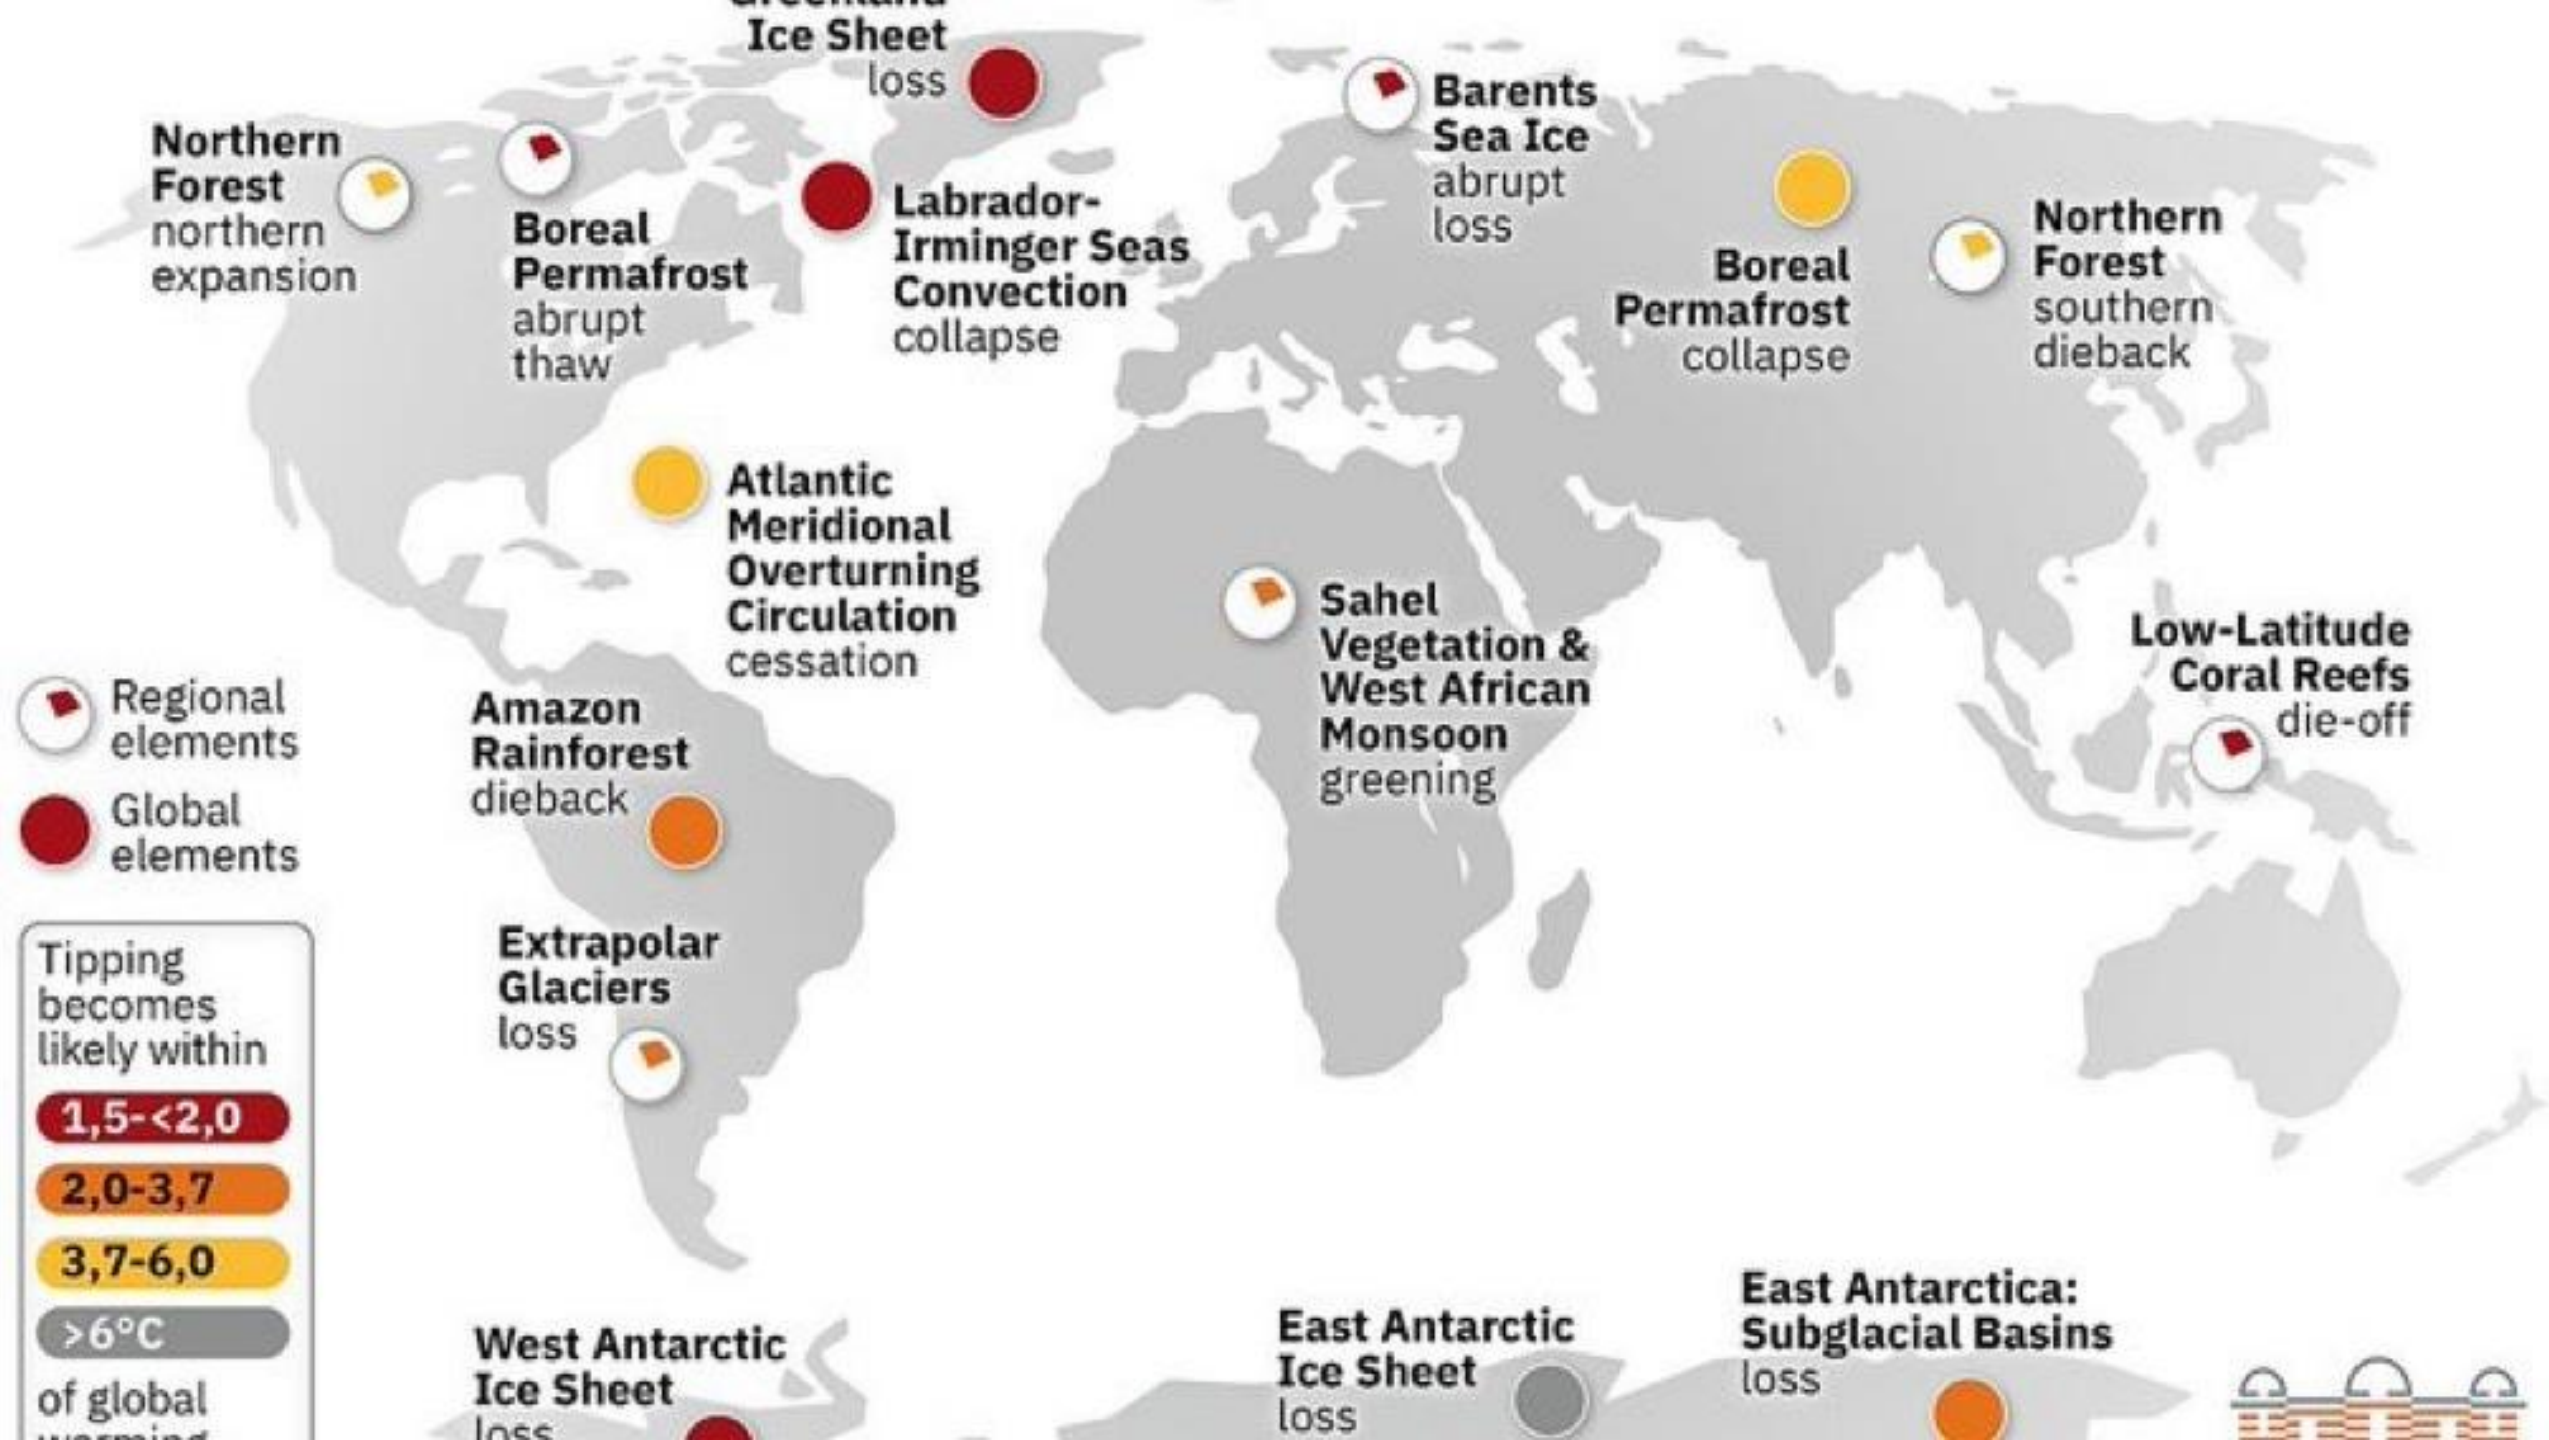 Greenland
Ice Sheet
loss
Northern
Forest
northern
expansion
Boreal
Permafrost
abrupt
thaw
Labrador-
Irminger Seas
Convection
collapse
Barents
Sea Ice
abrupt
loss
Boreal
Permafrost
collapse
Northern
Forest
southern
dieback
Atlantic
Meridional
Overturning
Circulation
cessation
Sahel
Vegetation &
West African
Monsoon
greening
Low-Latitude
Coral Reefs
die-off
Regional
elements
Global
elements
Amazon
Rainforest
dieback
Extrapolar
Glaciers
loss
Tipping
becomes
likely within
1,5-<2,0
2,0-3,7
3,7-6,0
>6°C
of global
warming
West Antarctic
Ice Sheet
loss
East Antarctic
Ice Sheet
loss
East Antarctica:
Subglacial Basins
loss